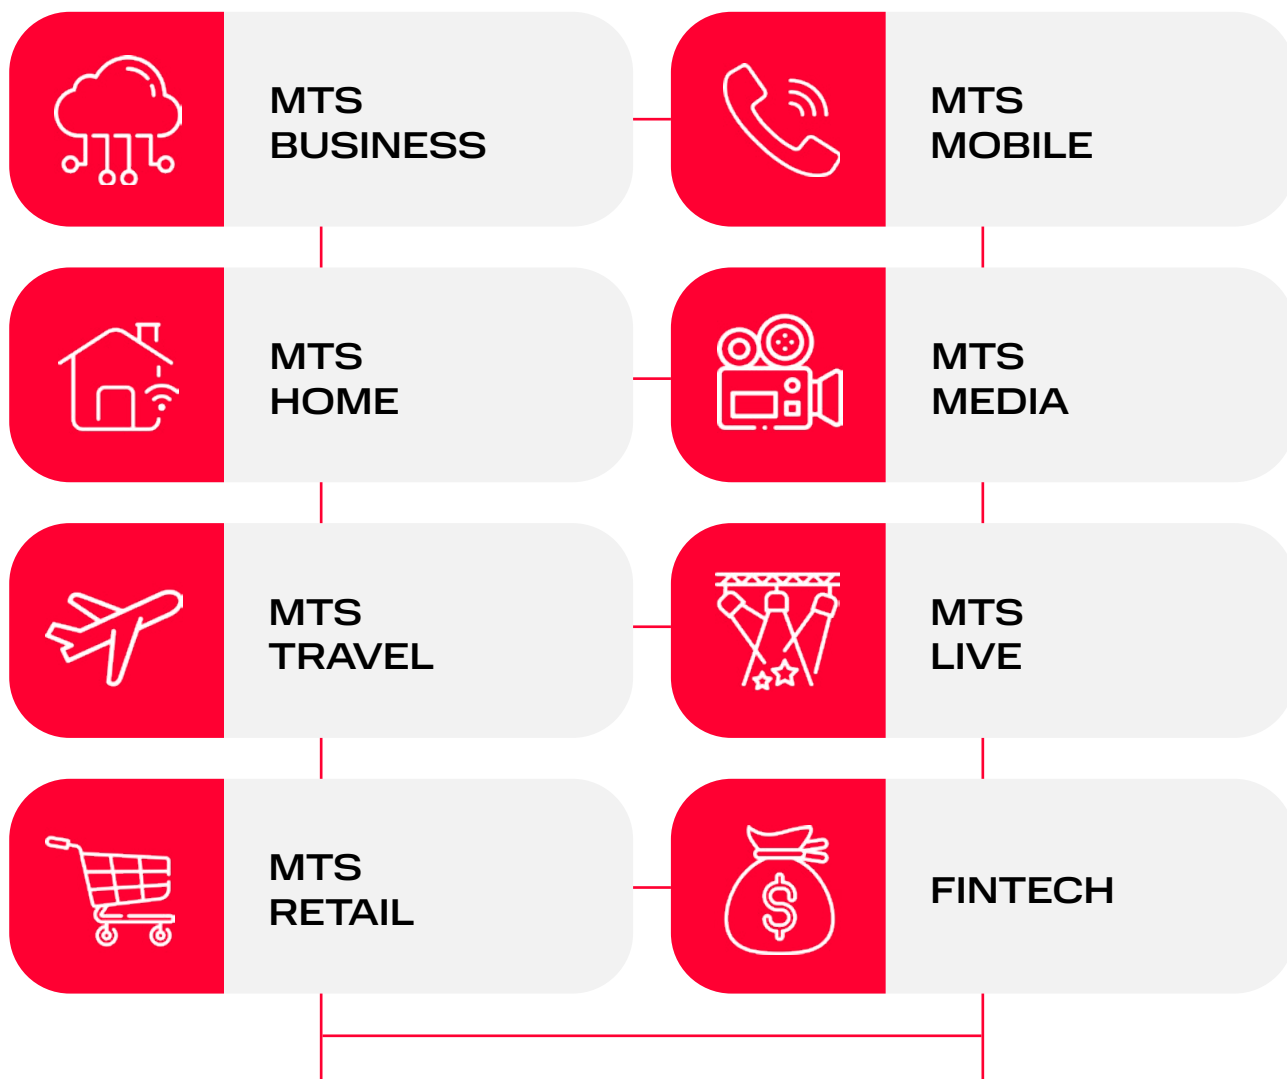 MTS
BUSINESS
MTS
MOBILE
MTS
HOME
MTS
MEDIA
MTS
TRAVEL
MTS
LIVE
MTS
RETAIL
$
FINTECH